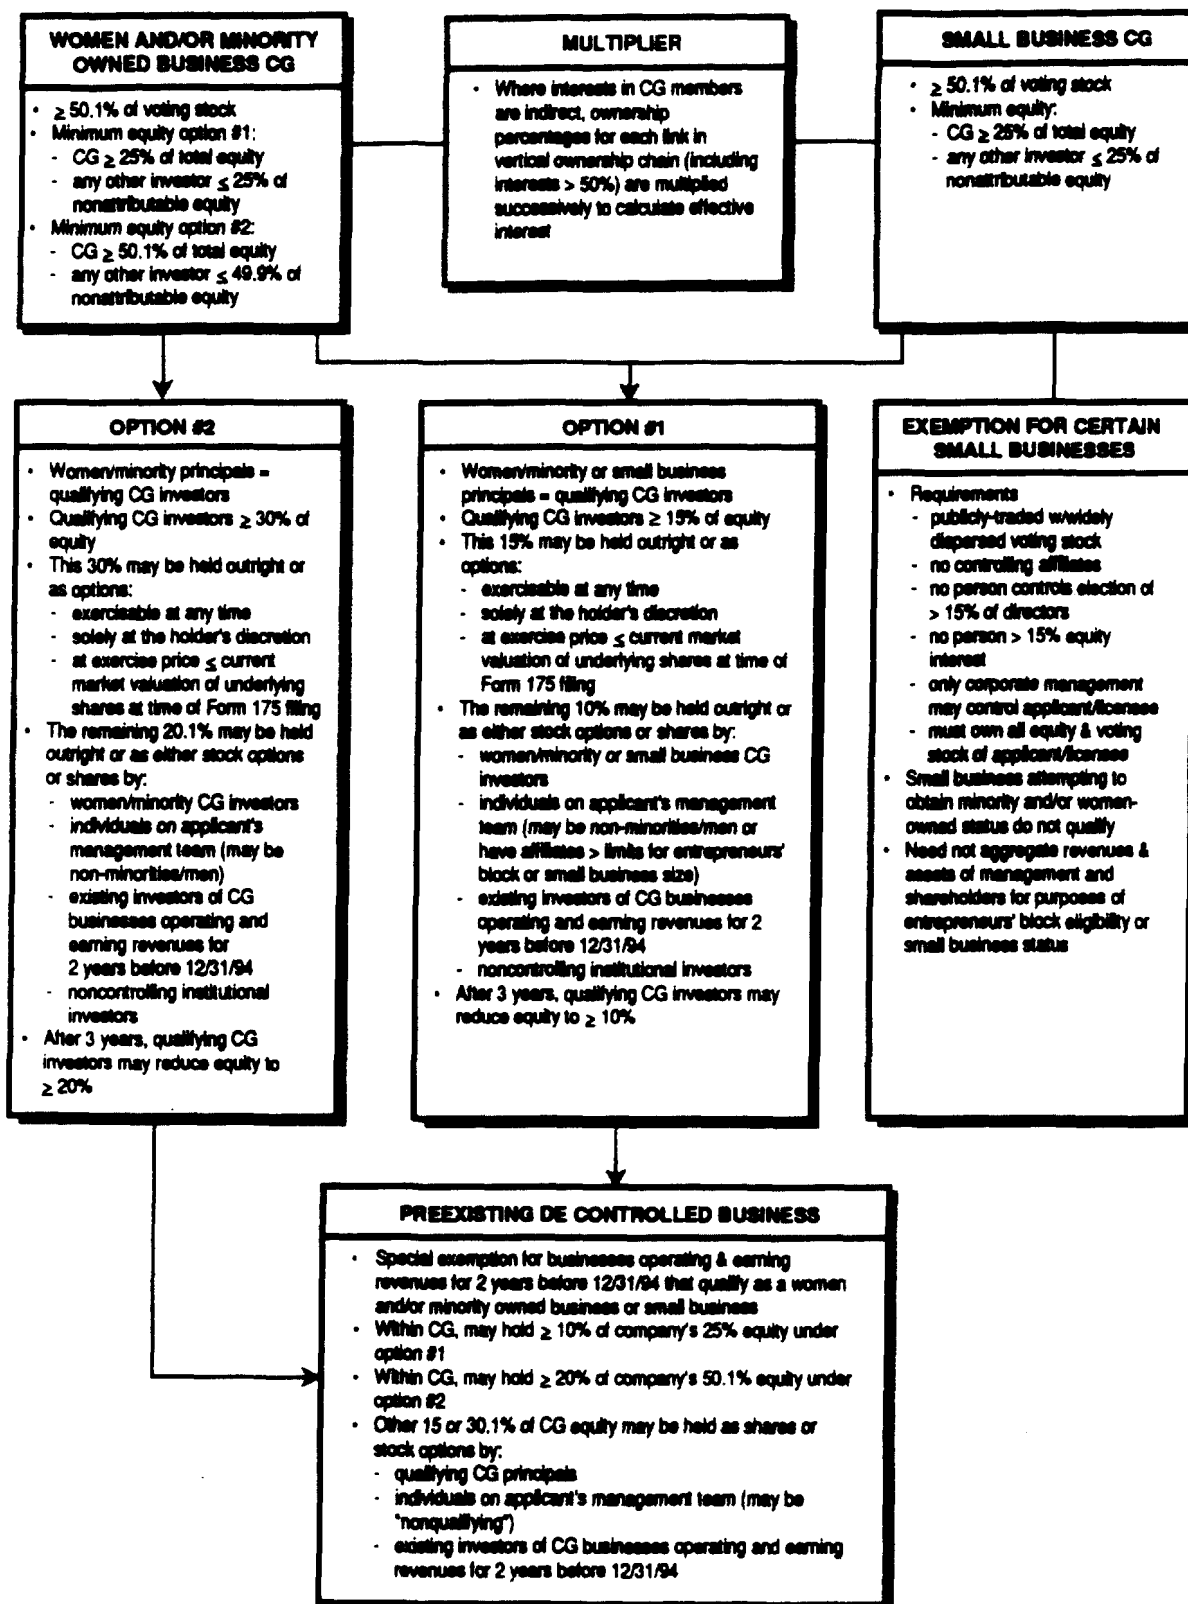 WOMEN AND/OR MINORITY
OWNED BUSINESS CG
· ≥ 50.1% of voting stock
· Minimum equity option #1:
- CG ≥ 25% of total equity
- any other investor ≤ 25% of
nonattributable equity
· Minimum equity option #2:
- CG ≥ 50.1% of total equity
- any other investor ≤ 49.9% of
nonattributable equity
MULTIPLIER
· Where interests in CG members
are indirect, ownership
percentages for each link in
vertical ownership chain (including
interests > 50%) are multiplied
successively to calculate effective
interest
SMALL BUSINESS CG
· ≥ 50.1% of voting stock
· Minimum equity:
- CG ≥ 25% of total equity
- any other investor ≤ 25% of
nonattributable equity
OPTION #2
· Women/minority principals =
qualifying CG investors
· Qualifying CG investors ≥ 30% of
equity
· This 30% may be held outright or
as options:
- exercisable at any time
- solely at the holder's discretion
- at exercise price ≤ current
market valuation of underlying
shares at time of Form 175 filing
· The remaining 20.1% may be held
outright or as either stock options
or shares by:
- women/minority CG investors
- individuals on applicant's
management team (may be
non-minorities/men)
- existing investors of CG
businesses operating and
earning revenues for
2 years before 12/31/94
- noncontrolling institutional
investors
· After 3 years, qualifying CG
investors may reduce equity to
≥ 20%
OPTION #1
· Women/minority or small business
principals = qualifying CG investors
· Qualifying CG investors ≥ 15% of equity
· This 15% may be held outright or as
options:
- exercisable at any time
- solely at the holder's discretion
- at exercise price ≤ current market
valuation of underlying shares at time of
Form 175 filing
· The remaining 10% may be held outright or
as either stock options or shares by:
- women/minority or small business CG
investors
- individuals on applicant's management
team (may be non-minorities/men or
have affiliates > limits for entrepreneurs'
block or small business size)
- existing investors of CG businesses
operating and earning revenues for 2
years before 12/31/94
- noncontrolling institutional investors
· After 3 years, qualifying CG investors may
reduce equity to ≥ 10%
EXEMPTION FOR CERTAIN
SMALL BUSINESSES
· Requirements
- publicly-traded w/widely
dispersed voting stock
- no controlling affiliates
- no person controls election of
> 15% of directors
- no person > 15% equity
interest
- only corporate management
may control applicant/licensee
- must own all equity & voting
stock of applicant/licensee
· Small business attempting to
obtain minority and/or women-
owned status do not qualify
· Need not aggregate revenues &
assets of management and
shareholders for purposes of
entrepreneurs' block eligibility or
small business status
PREEXISTING DE CONTROLLED BUSINESS
· Special exemption for businesses operating & earning
revenues for 2 years before 12/31/94 that qualify as a women
and/or minority owned business or small business
· Within CG, may hold ≥ 10% of company's 25% equity under
option #1
· Within CG, may hold ≥ 20% of company's 50.1% equity under
option #2
· Other 15 or 30.1% of CG equity may be held as shares or
stock options by:
- qualifying CG principals
- individuals on applicant's management team (may be
"nonqualifying")
- existing investors of CG businesses operating and earning
revenues for 2 years before 12/31/94